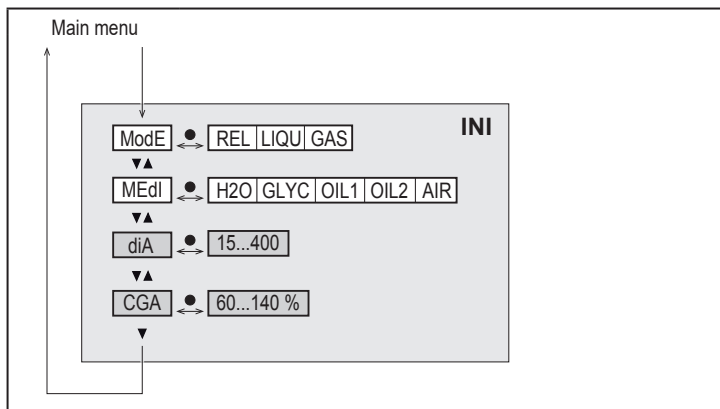 Main menu
INI
ModE REL LIQU GAS
MEdI H2O GLYC OIL1 OIL2 AIR
diA 15...400
CGA 60...140 %